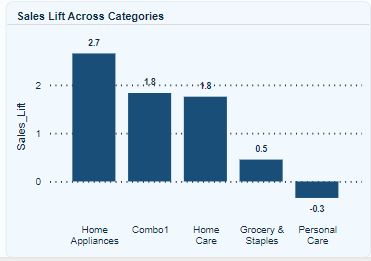 Sales Lift Across Categories
2.7
1.8
1.8
0.5
-0.3
2
1
0
Sales_Lift
Home
Appliances
Combo1
Home
Care
Grocery &
Staples
Personal
Care